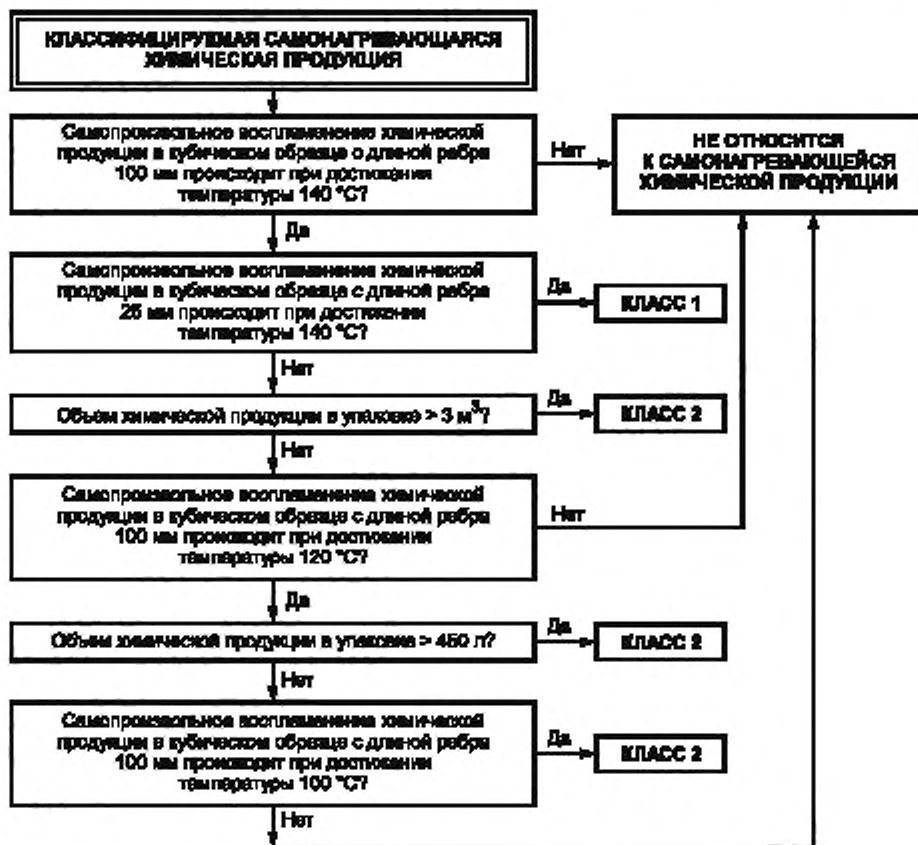 КЛАССИФИЦИРУЕМАЯ САМОНАГРЕВАЮЩАЯСЯ
ХИМИЧЕСКАЯ ПРОДУКЦИЯ
Самопроизвольное воспламенение химической
продукции в кубическом образце с длиной ребра
100 мм происходит при достижении
температуры 140 °С?
Нет
НЕ ОТНОСИТСЯ
К САМОНАГРЕВАЮЩЕЙСЯ
ХИМИЧЕСКОЙ ПРОДУКЦИИ
Да
Самопроизвольное воспламенение химической
продукции в кубическом образце с длиной ребра
25 мм происходит при достижении
температуры 140 °С?
Да
КЛАСС 1
Нет
Объем химической продукции в упаковке > 3 м³?
Да
КЛАСС 2
Нет
Самопроизвольное воспламенение химической
продукции в кубическом образце с длиной ребра
100 мм происходит при достижении
температуры 120 °С?
Нет
Да
Объем химической продукции в упаковке > 450 л?
Да
КЛАСС 2
Нет
Самопроизвольное воспламенение химической
продукции в кубическом образце с длиной ребра
100 мм происходит при достижении
температуры 100 °С?
Да
КЛАСС 2
Нет